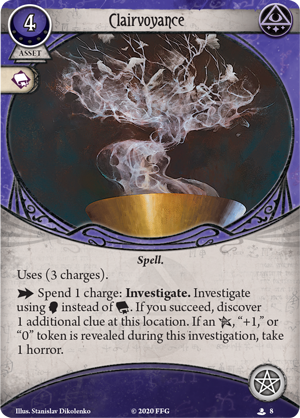 Clairvoyance
4
ASSET
Spell.
Uses (3 charges).
Spend 1 charge: Investigate. Investigate
using instead of . If you succeed, discover
1 additional clue at this location. If an , “+1,” or
“0” token is revealed during this investigation, take
1 horror.
Illus. Stanislav Dikolenko © 2020 FFG 8